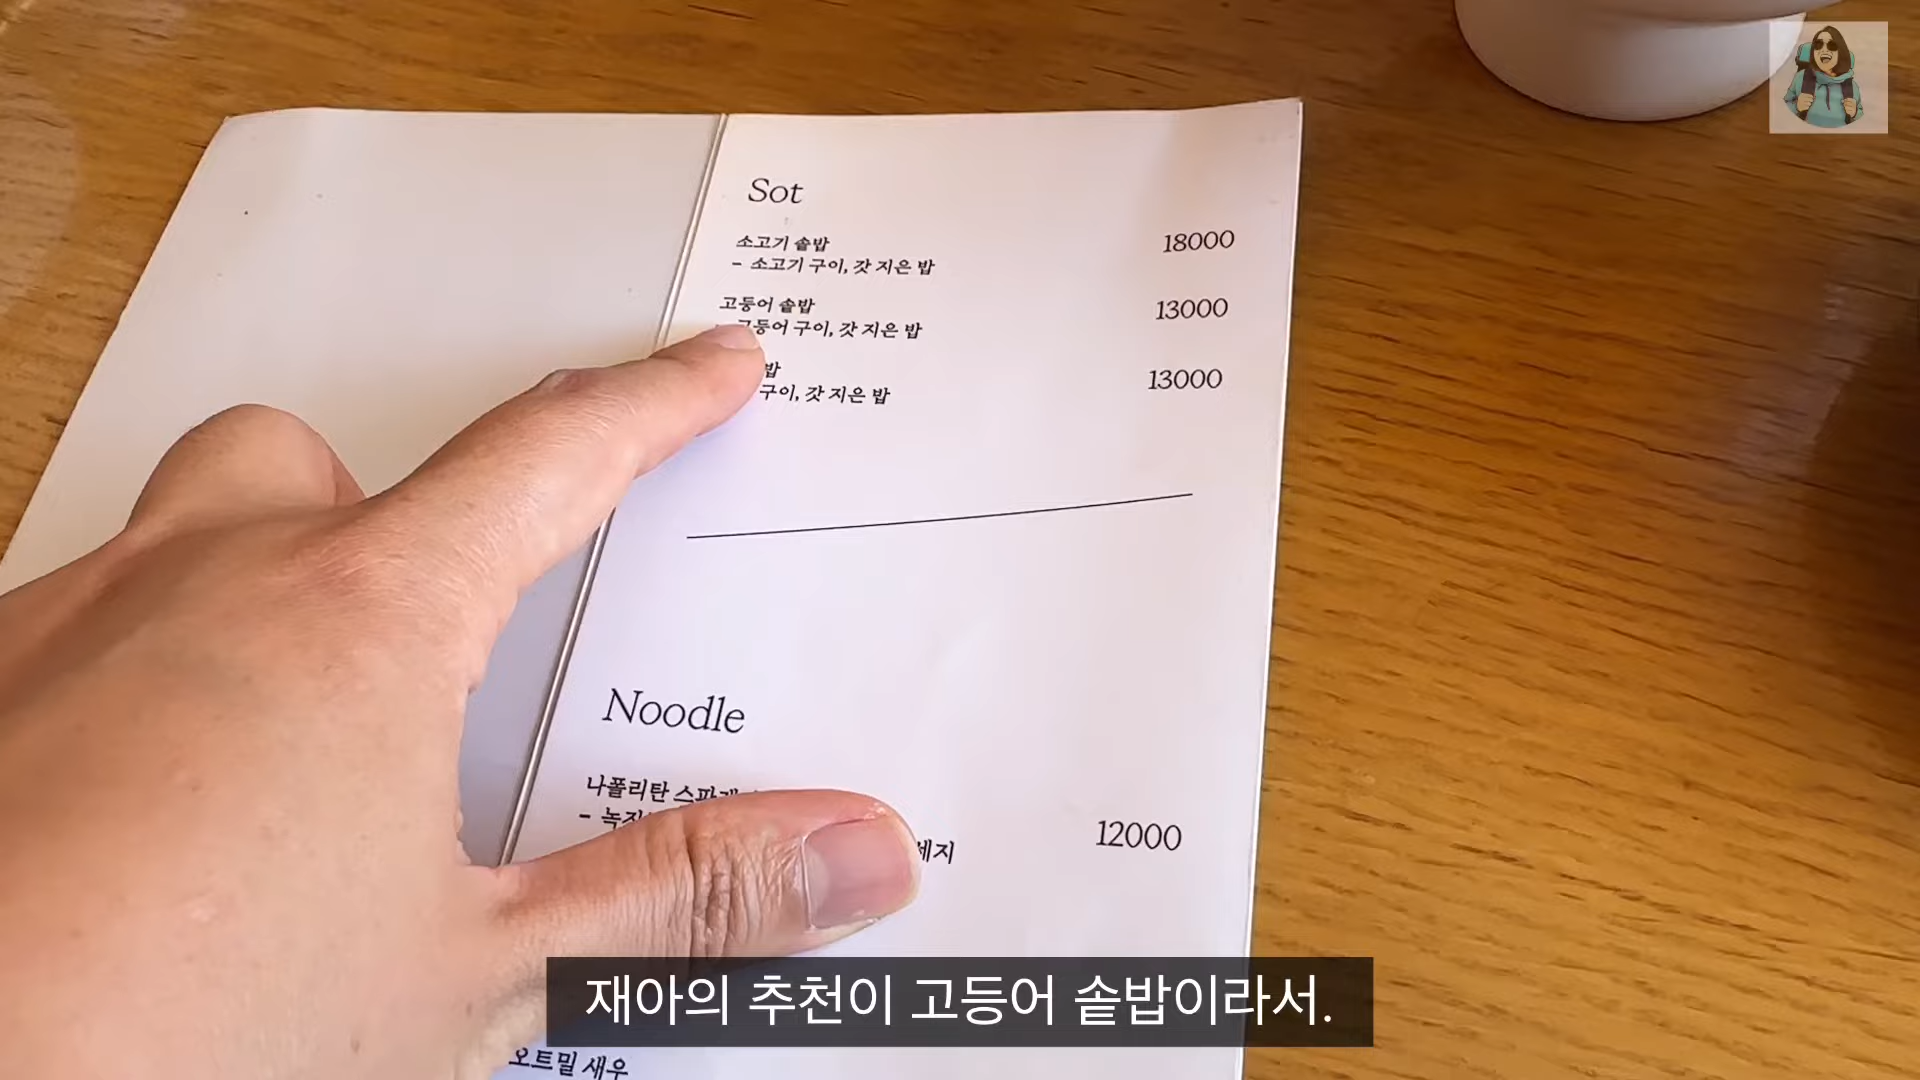 Sot
소고기 솥밥 18000
- 소고기 구이, 갓 지은 밥
고등어 솥밥 13000
고등어 구이, 갓 지은 밥
밥 13000
구이, 갓 지은 밥
Noodle
나폴리탄
- 12000
세지
재아의 추천이 고등어 솥밥이라서.
오트밀 새우